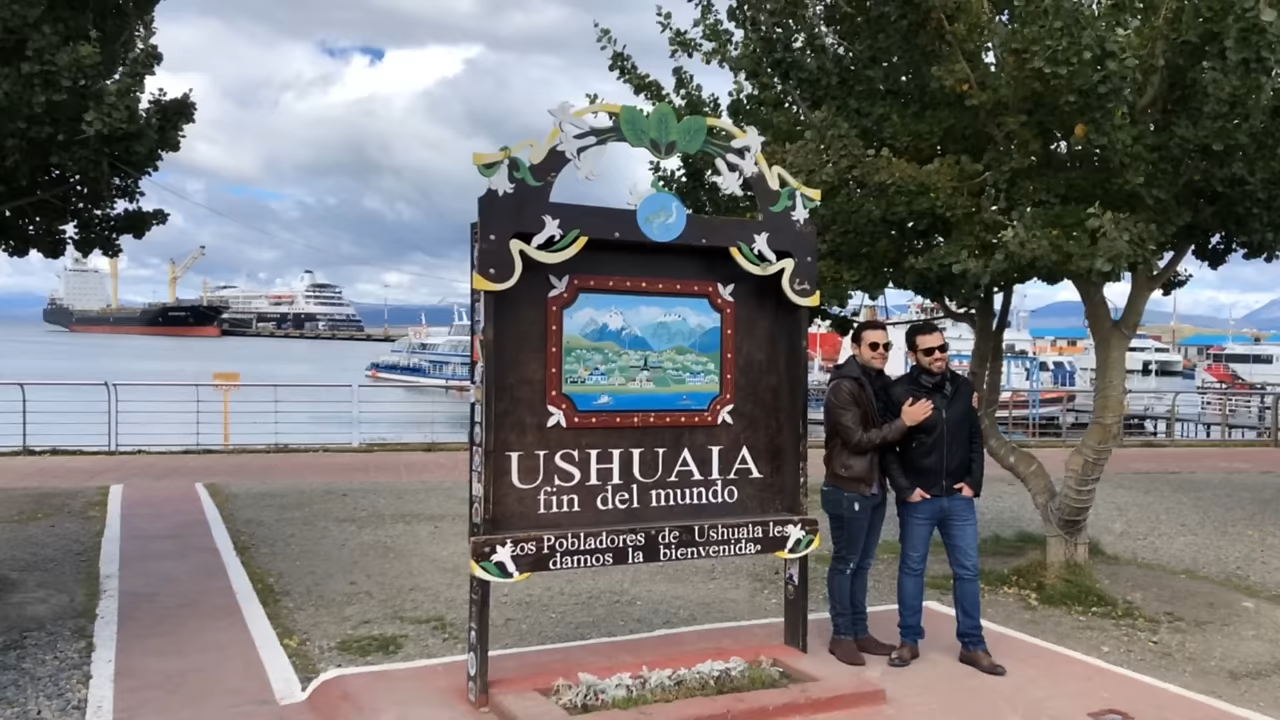 USHUAIA
fin del mundo
Los Pobladores de Ushuaia les
damos la bienvenida